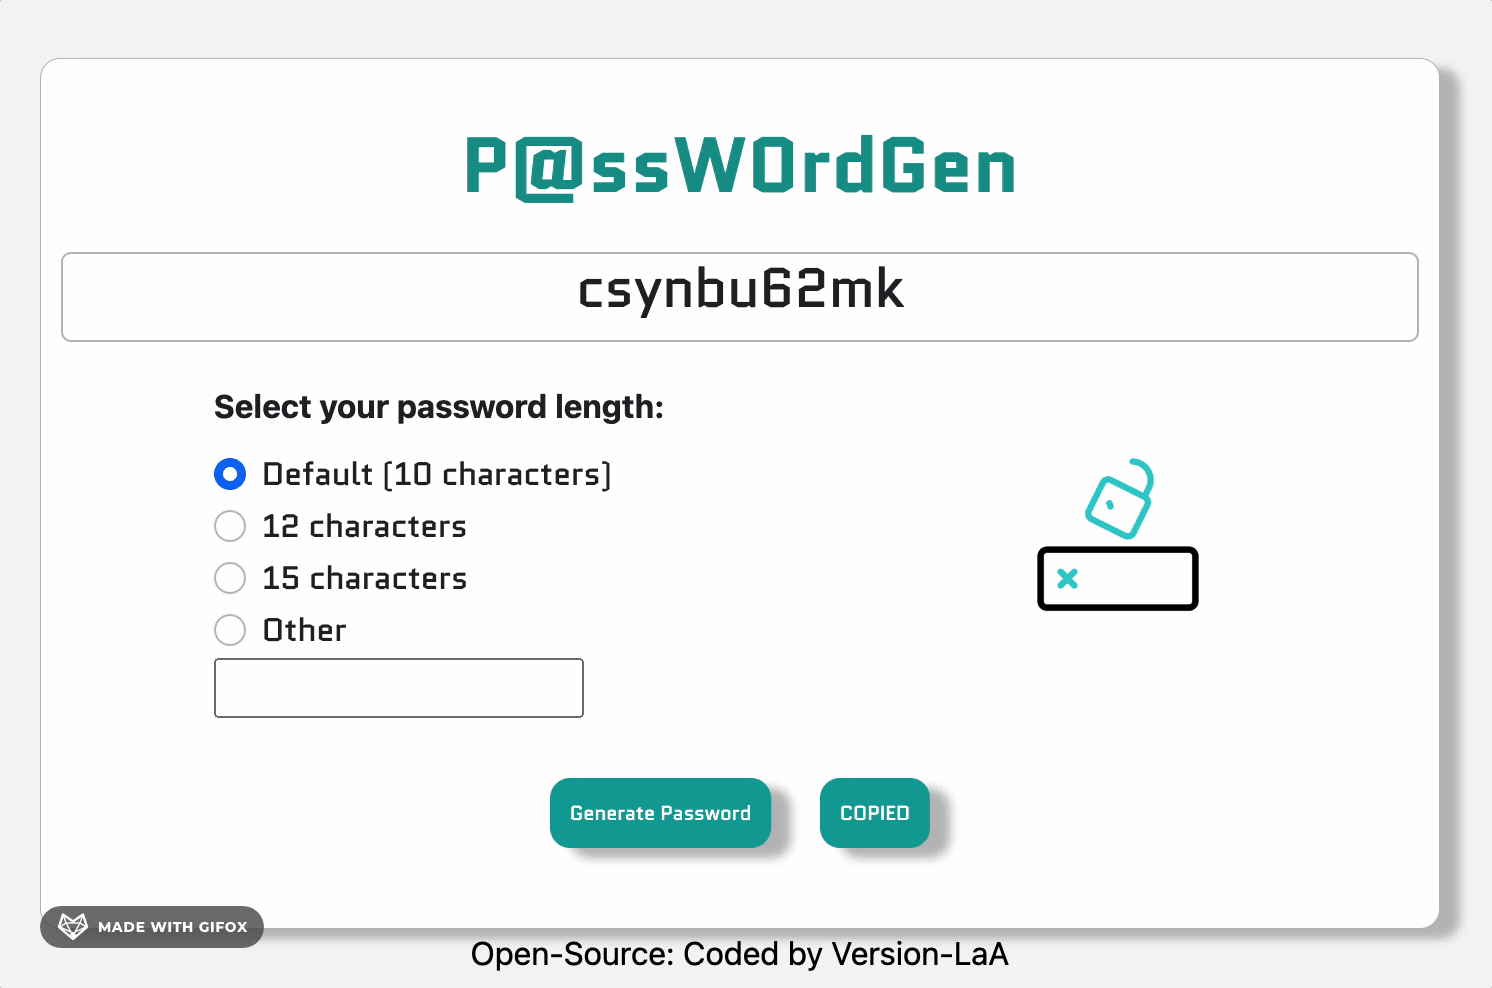 P@ssW0rdGen
csynbu62mk
Select your password length:
Default (10 characters)
12 characters
15 characters
Other
Generate Password
COPIED
MADE WITH GIFOX
Open-Source: Coded by Version-LaA